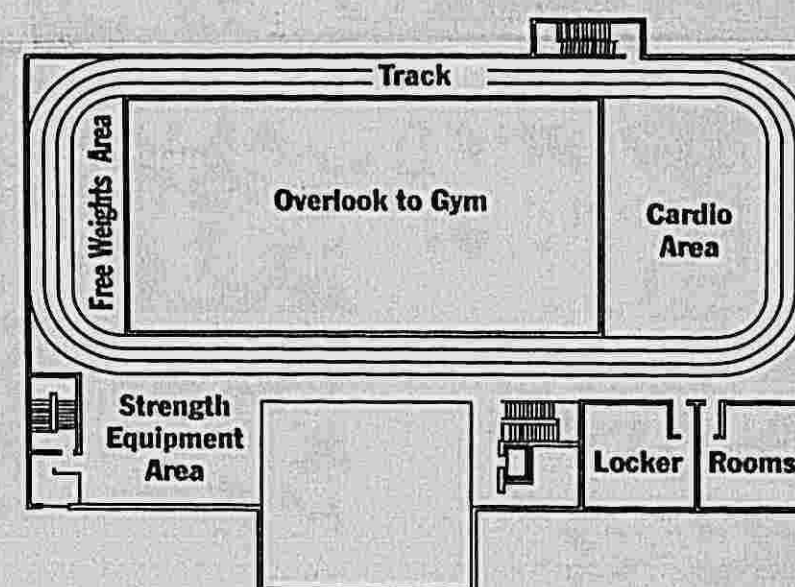 Track
Free Weights Area
Overlook to Gym
Cardio
Area
Strength
Equipment
Area
Locker Rooms